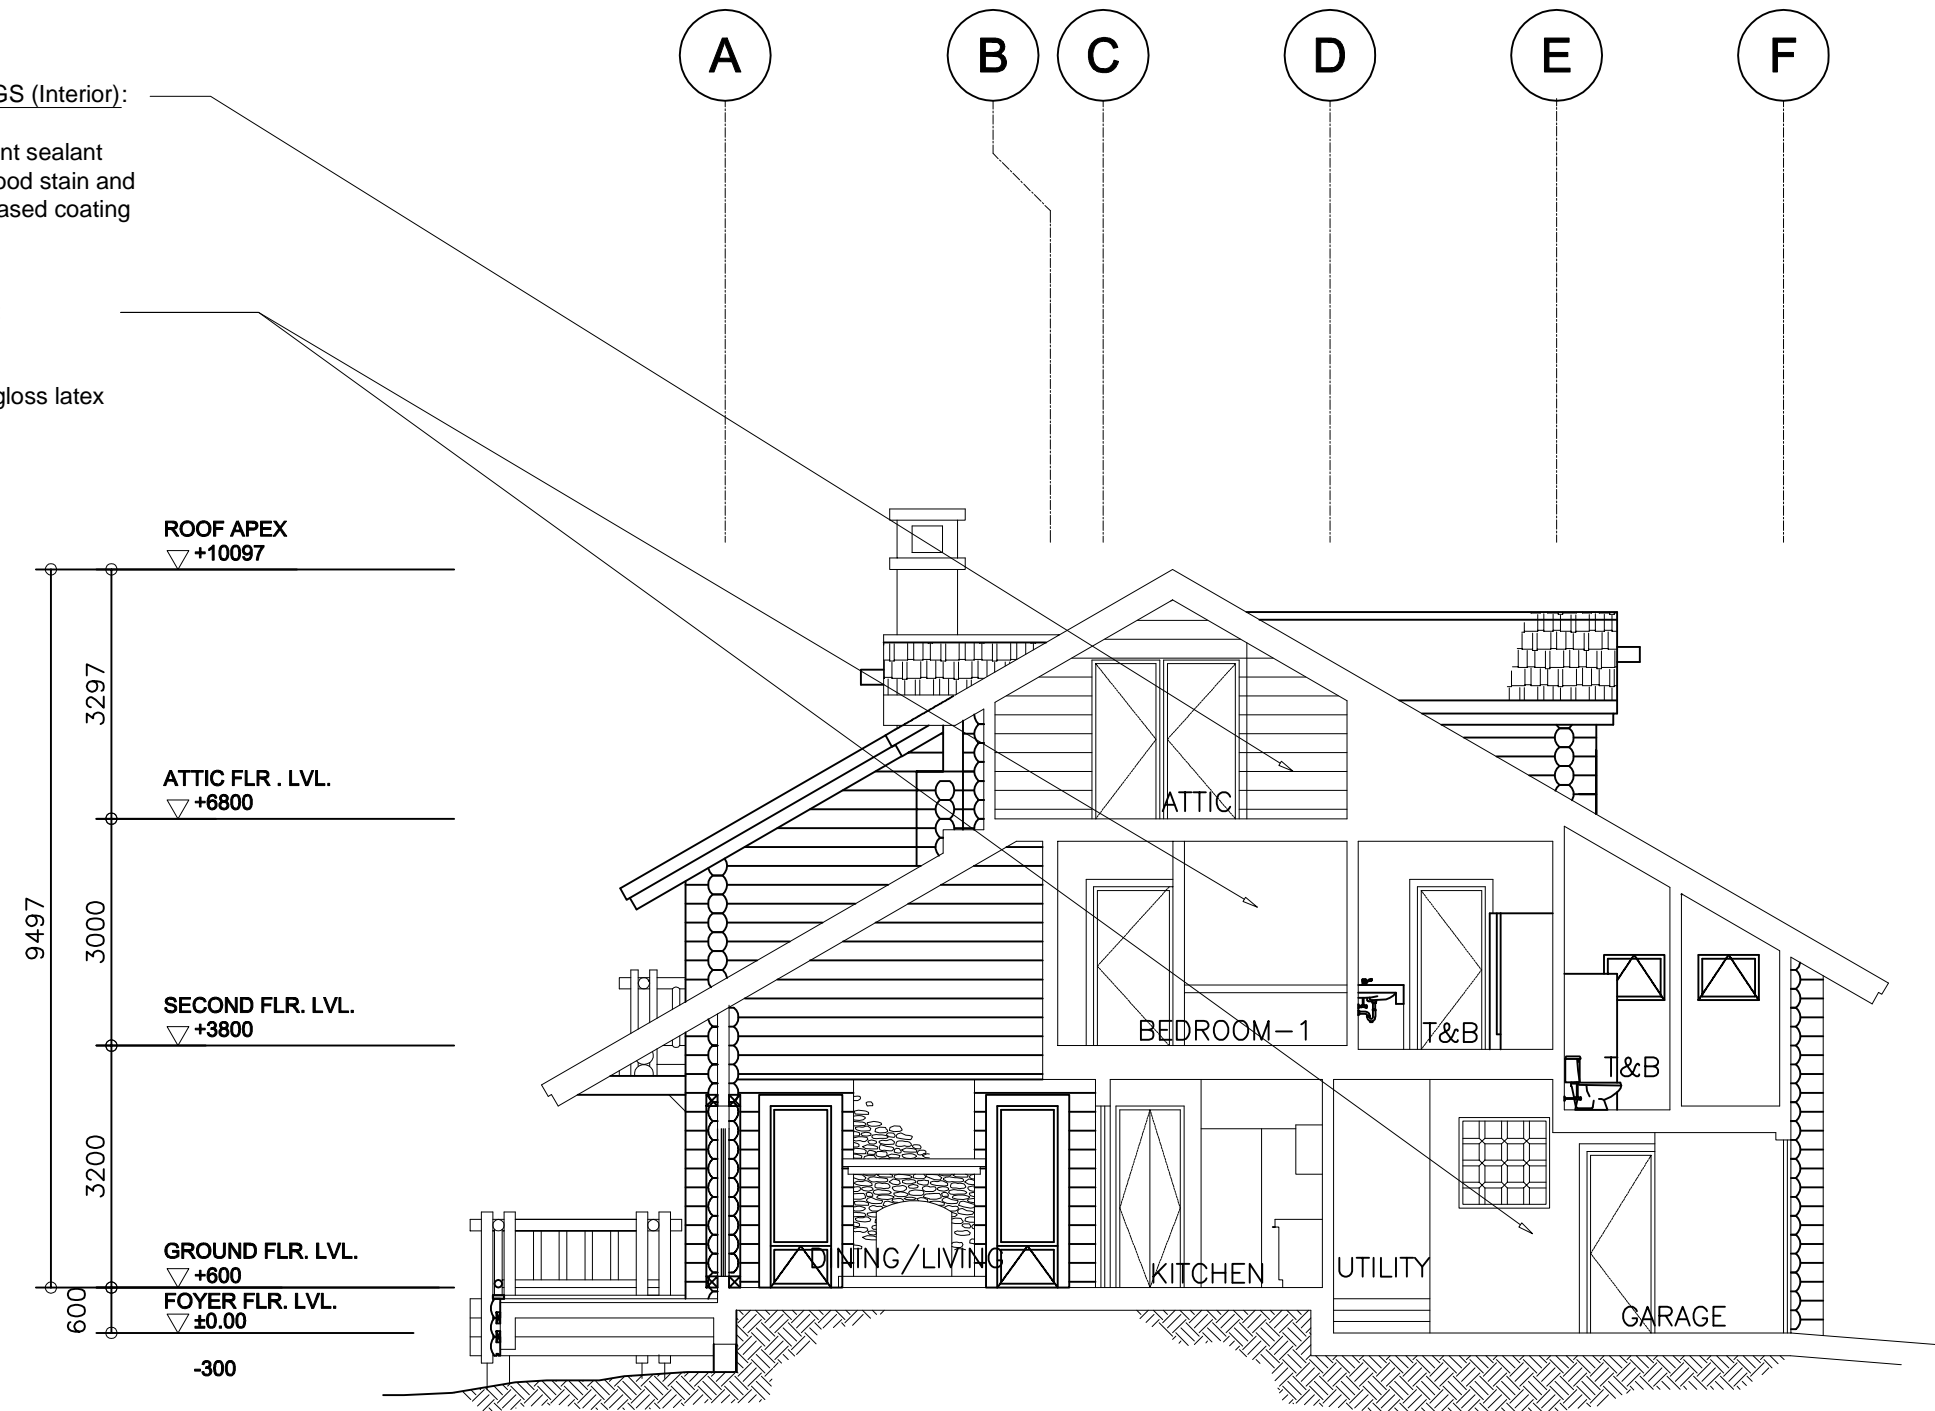 A
B
C
D
E
F
GS (Interior):
nt sealant
ood stain and
ased coating
gloss latex
ROOF APEX
+10097
3297
ATTIC FLR . LVL.
+6800
ATTIC
9497
3000
SECOND FLR. LVL.
+3800
BEDROOM-1
T&B
T&B
3200
GROUND FLR. LVL.
+600
DINING/LIVING
KITCHEN
UTILITY
600
FOYER FLR. LVL.
±0.00
GARAGE
-300